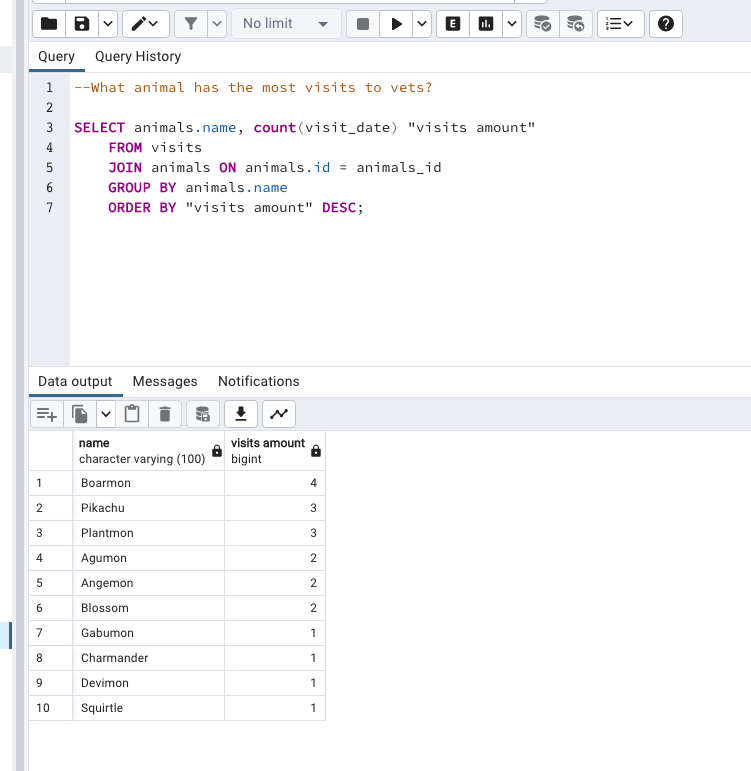 No limit
E
Query Query History
1 --What animal has the most visits to vets?
2
3 SELECT animals.name, count(visit_date) "visits amount"
4 FROM visits
5 JOIN animals ON animals.id = animals_id
6 GROUP BY animals.name
7 ORDER BY "visits amount" DESC;
Data output Messages Notifications
name visits amount
character varying (100) bigint
1 Boarmon 4
2 Pikachu 3
3 Plantmon 3
4 Agumon 2
5 Angemon 2
6 Blossom 2
7 Gabumon 1
8 Charmander 1
9 Devimon 1
10 Squirtle 1